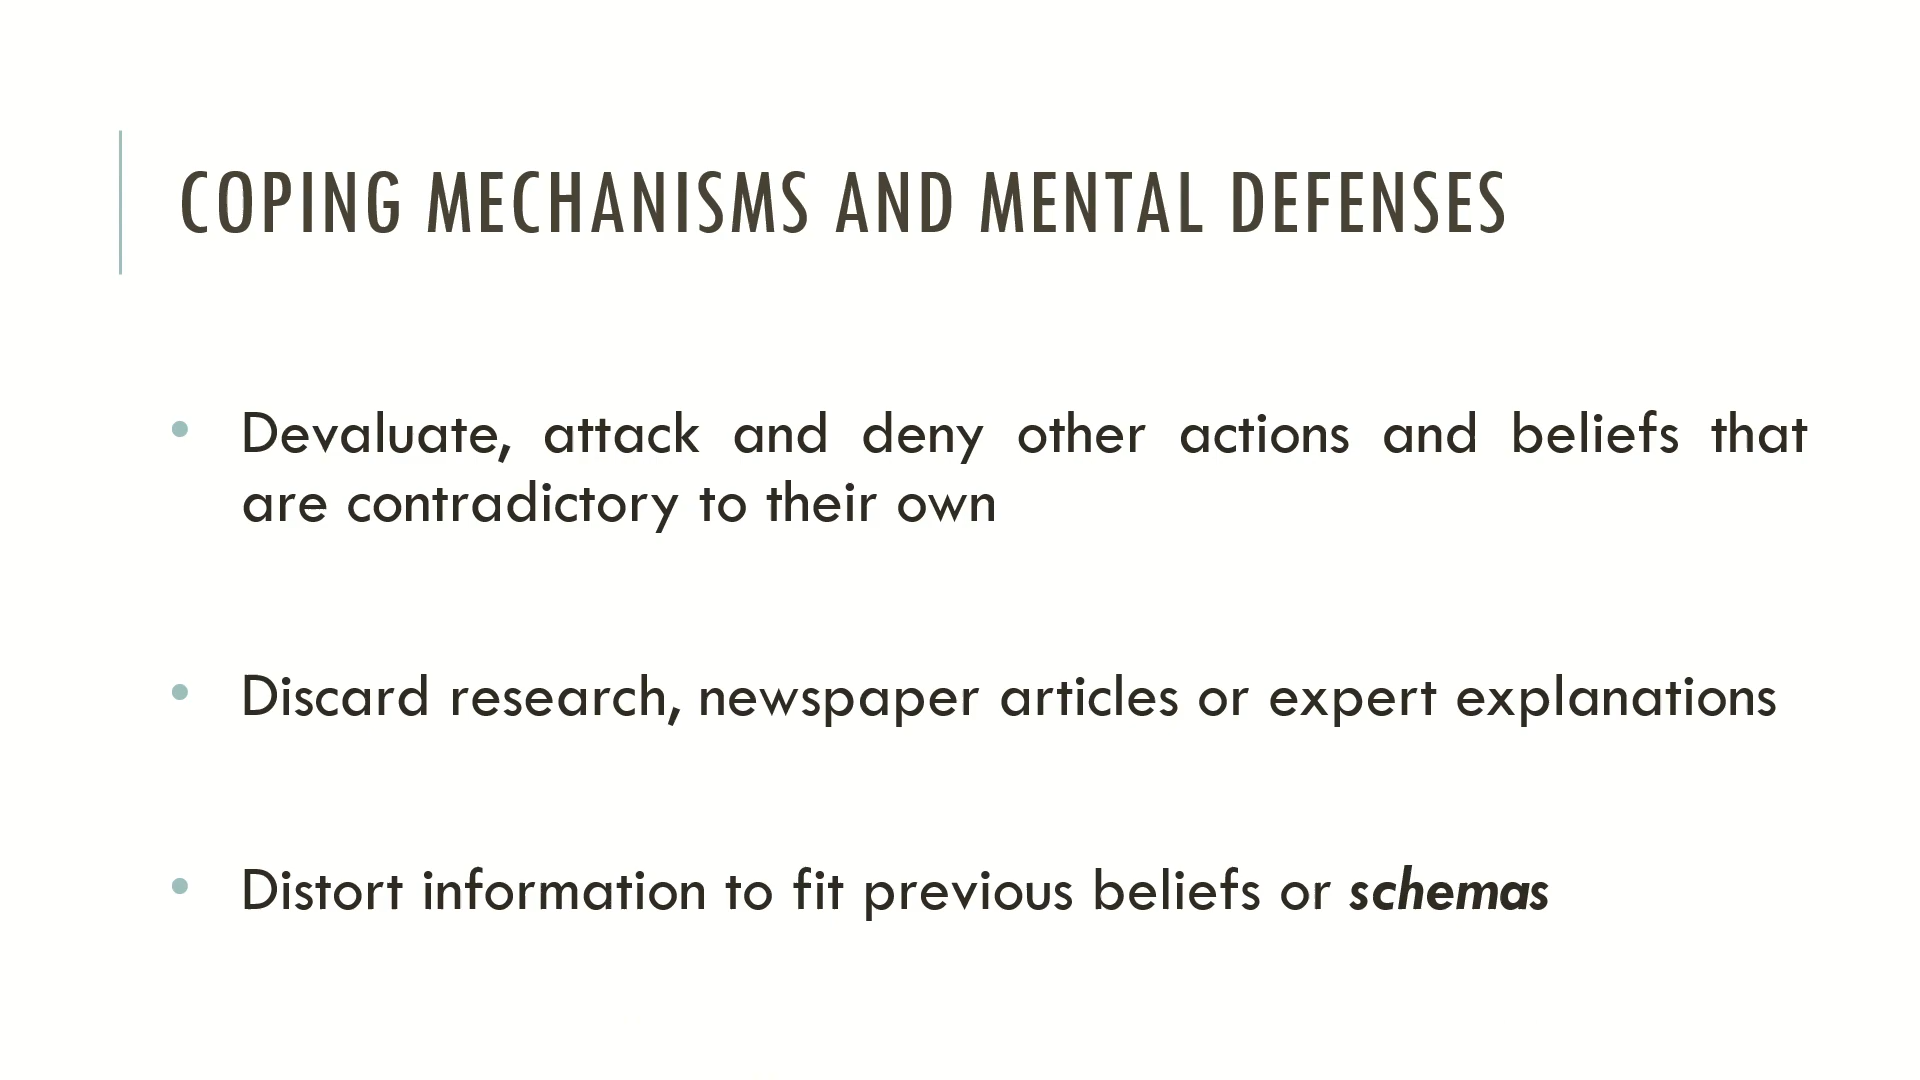 COPING MECHANISMS AND MENTAL DEFENSES
• Devaluate, attack and deny other actions and beliefs that
are contradictory to their own
• Discard research, newspaper articles or expert explanations
• Distort information to fit previous beliefs or schemas